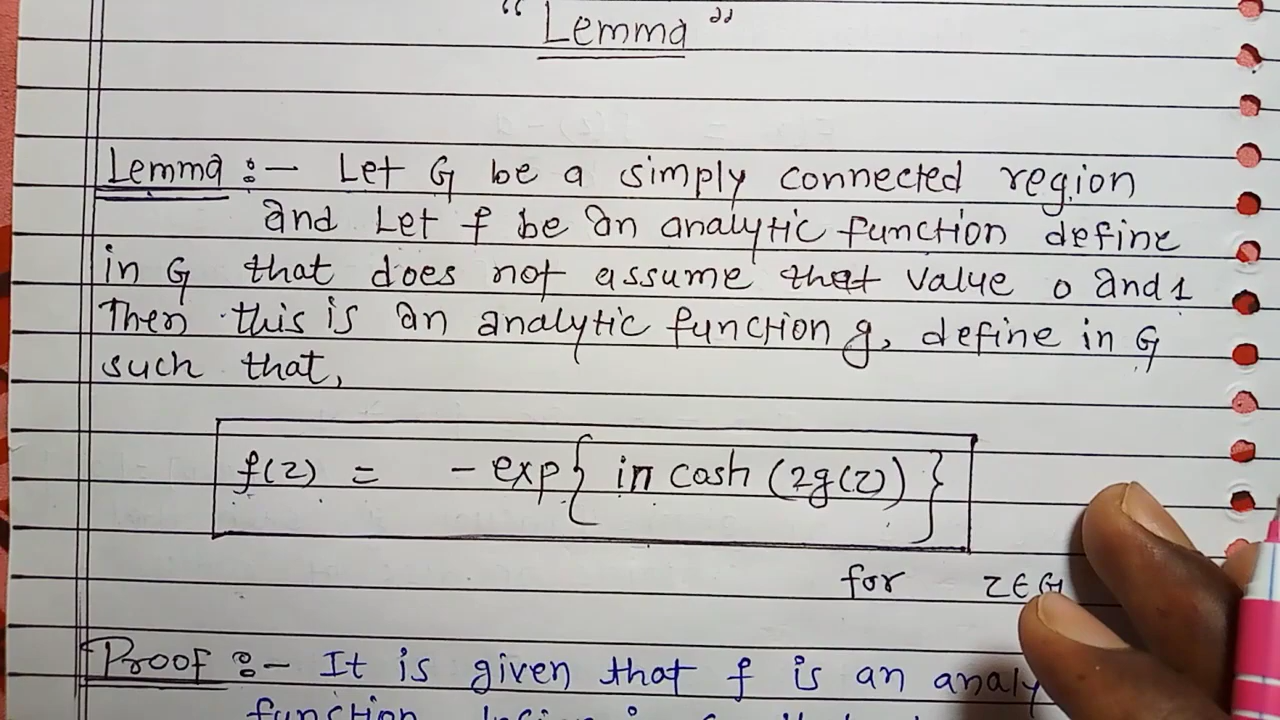 “ Lemma ”
Lemma :- Let G be a simply connected region
and Let f be an analytic function define
in G that does not assume that value 0 and 1
Then this is an analytic function g, define in G
such that,
f(z) = -exp{ iπ cash (2g(z)) }
for z∈G
Proof :- It is given that f is an analy
function